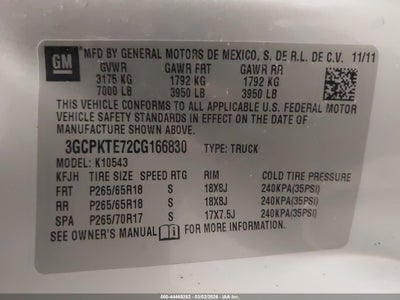 GM
MFD BY GENERAL MOTORS DE MEXICO, S. DE R.L. DE C.V. 11/11
GVWR GAWR FRT GAWR RR
3175 KG 1792 KG 1792 KG
7000 LB 3950 LB 3950 LB
THIS VEHICLE CONFORMS TO ALL APPLICABLE U.S. FEDERAL MOTOR
VEHICLE SAFETY STANDARDS IN EFFECT ON THE DATE OF
MANUFACTURE SHOWN ABOVE.
3GCPKTE72CG166830 TYPE: TRUCK
MODEL: K10543
KFJH TIRE SIZE SPEED RTG RIM COLD TIRE PRESSURE
FRT P265/65R18 S 18X8J 240KPA(35PSI)
RR P265/65R18 S 18X8J 240KPA(35PSI)
SPA P265/70R17 S 17X7.5J 240KPA(35PSI)
SEE OWNER'S MANUAL FOR MORE INFORMATION.